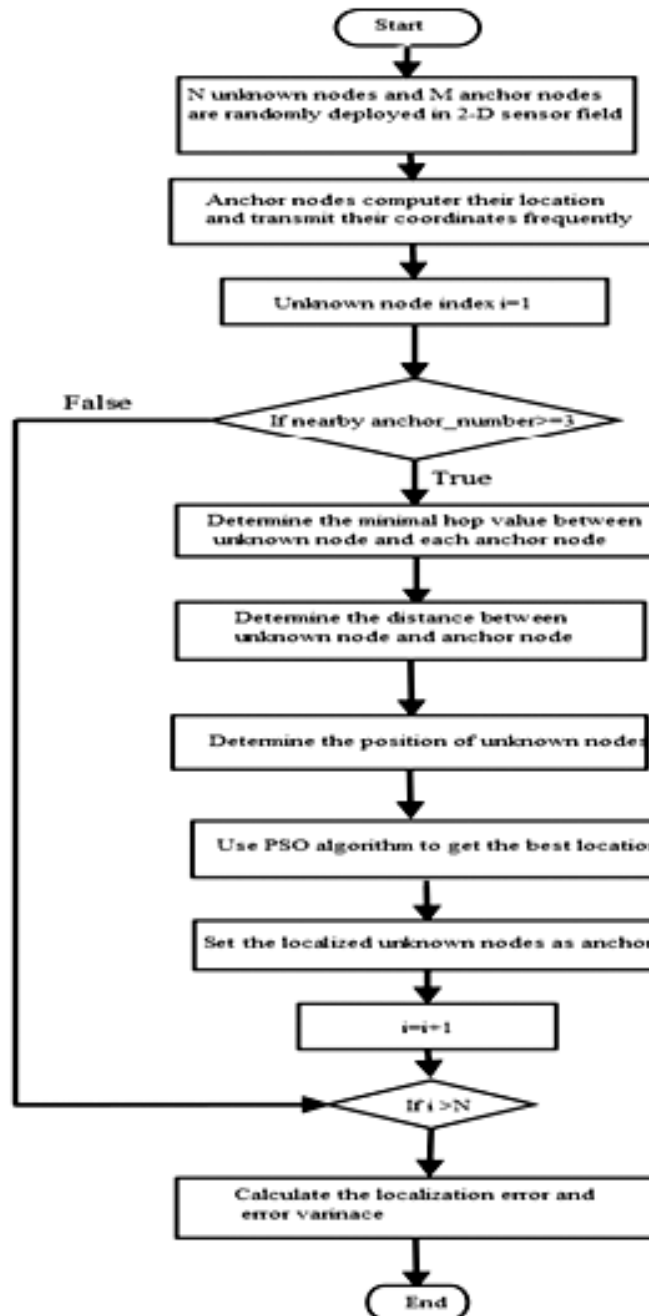 Start
N unknown nodes and M anchor nodes
are randomly deployed in 2-D sensor field
Anchor nodes computer their location
and transmit their coordinates frequently
Unknown node index i=1
If nearby anchor_number>=3
False
True
Determine the minimal hop value between
unknown node and each anchor node
Determine the distance between
unknown node and anchor node
Determine the position of unknown nodes
Use PSO algorithm to get the best location
Set the localized unknown nodes as anchor
i=i+1
If i >N
Calculate the localization error and
error varinace
End